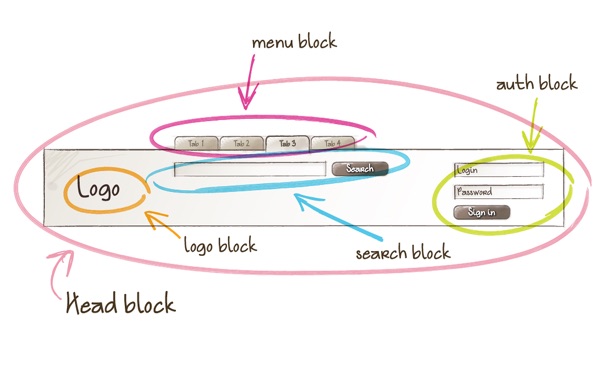 menu block
auth block
Tab 1
Tab 2
Tab 3
Tab 4
Search
Login
Logo
Password
Sign in
logo block
search block
Head block